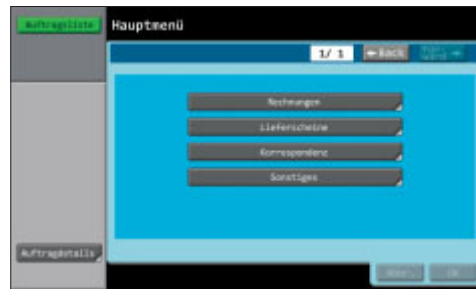 Auftragsliste
Hauptmenü
1/ 1
←Back
Rechnungen
Lieferscheine
Korrespondenz
Sonstiges
Auftragdetails
OK